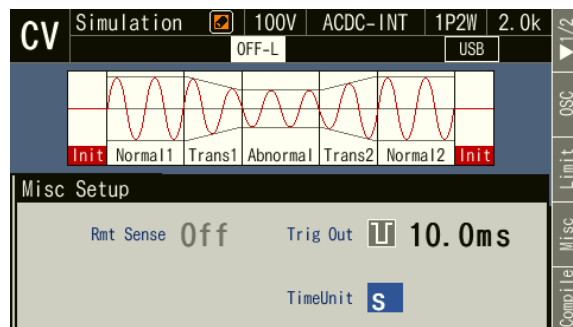 CV Simulation 100V ACDC-INT 1P2W 2.0k
OFF-L USB
▼1/2
OSC
Limit
Misc
Compile
Init Normal1 Trans1 Abnormal Trans2 Normal2 Init
Misc Setup
Rmt Sense Off Trig Out 10.0ms
TimeUnit s